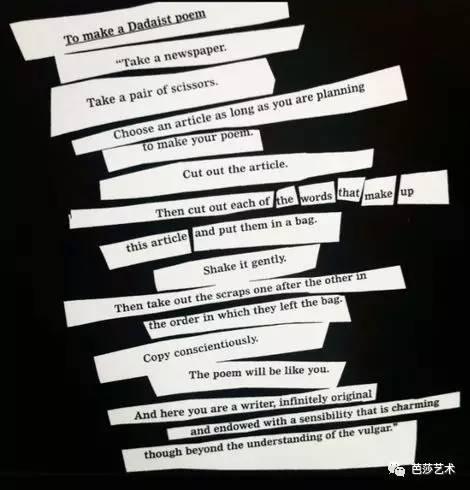 To make a Dadaist poem
"Take a newspaper.
Take a pair of scissors.
Choose an article as long as you are planning
to make your poem.
Cut out the article.
Then cut out each of the words that make up
this article and put them in a bag.
Shake it gently.
Then take out the scraps one after the other in
the order in which they left the bag.
Copy conscientiously.
The poem will be like you.
And here you are a writer, infinitely original
and endowed with a sensibility that is charming
though beyond the understanding of the vulgar."
芭莎艺术